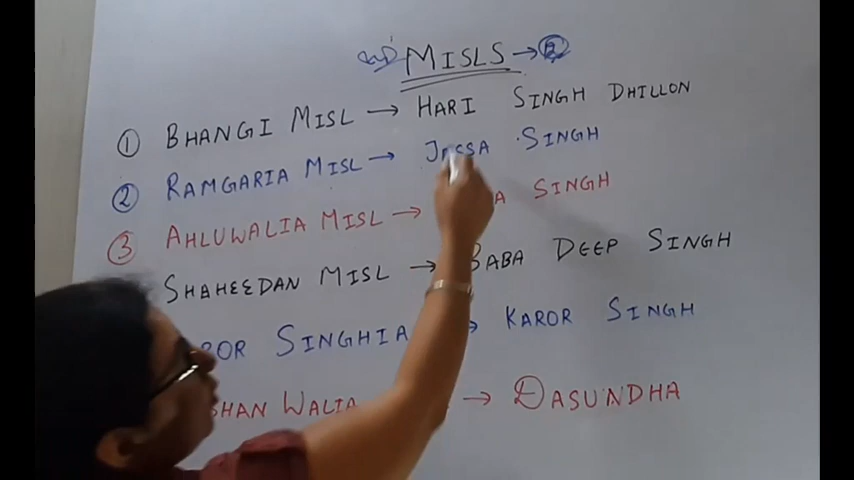 MISLS →
① BHANGI MISL → HARI SINGH DHILLON
② RAMGARIA MISL → JASSA SINGH
③ AHLUWALIA MISL → SINGH
SHAHEEDAN MISL → BABA DEEP SINGH
SINGHIA → KAROR SINGH
WALIA → DASUNDHA